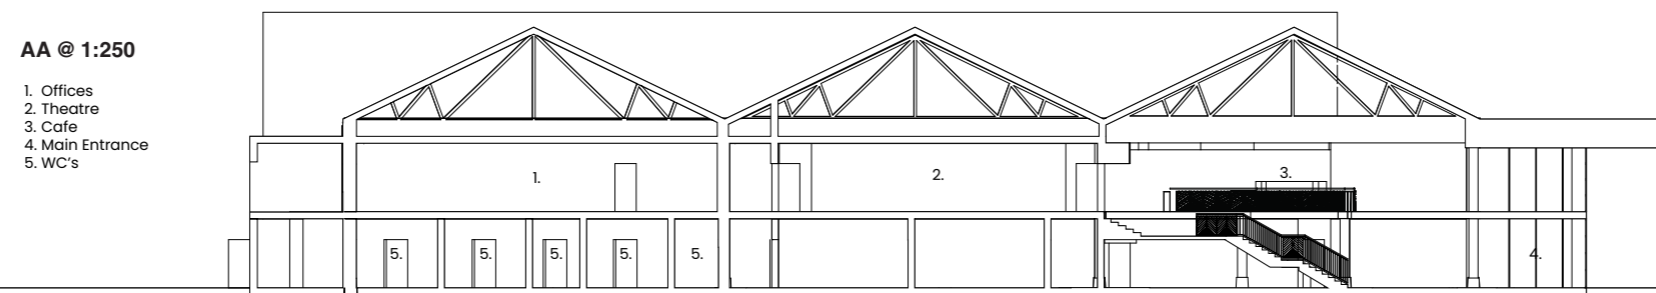 AA @ 1:250
1. Offices
2. Theatre
3. Cafe
4. Main Entrance
5. WC's
1.
2.
3.
5.
5.
5.
5.
5.
4.